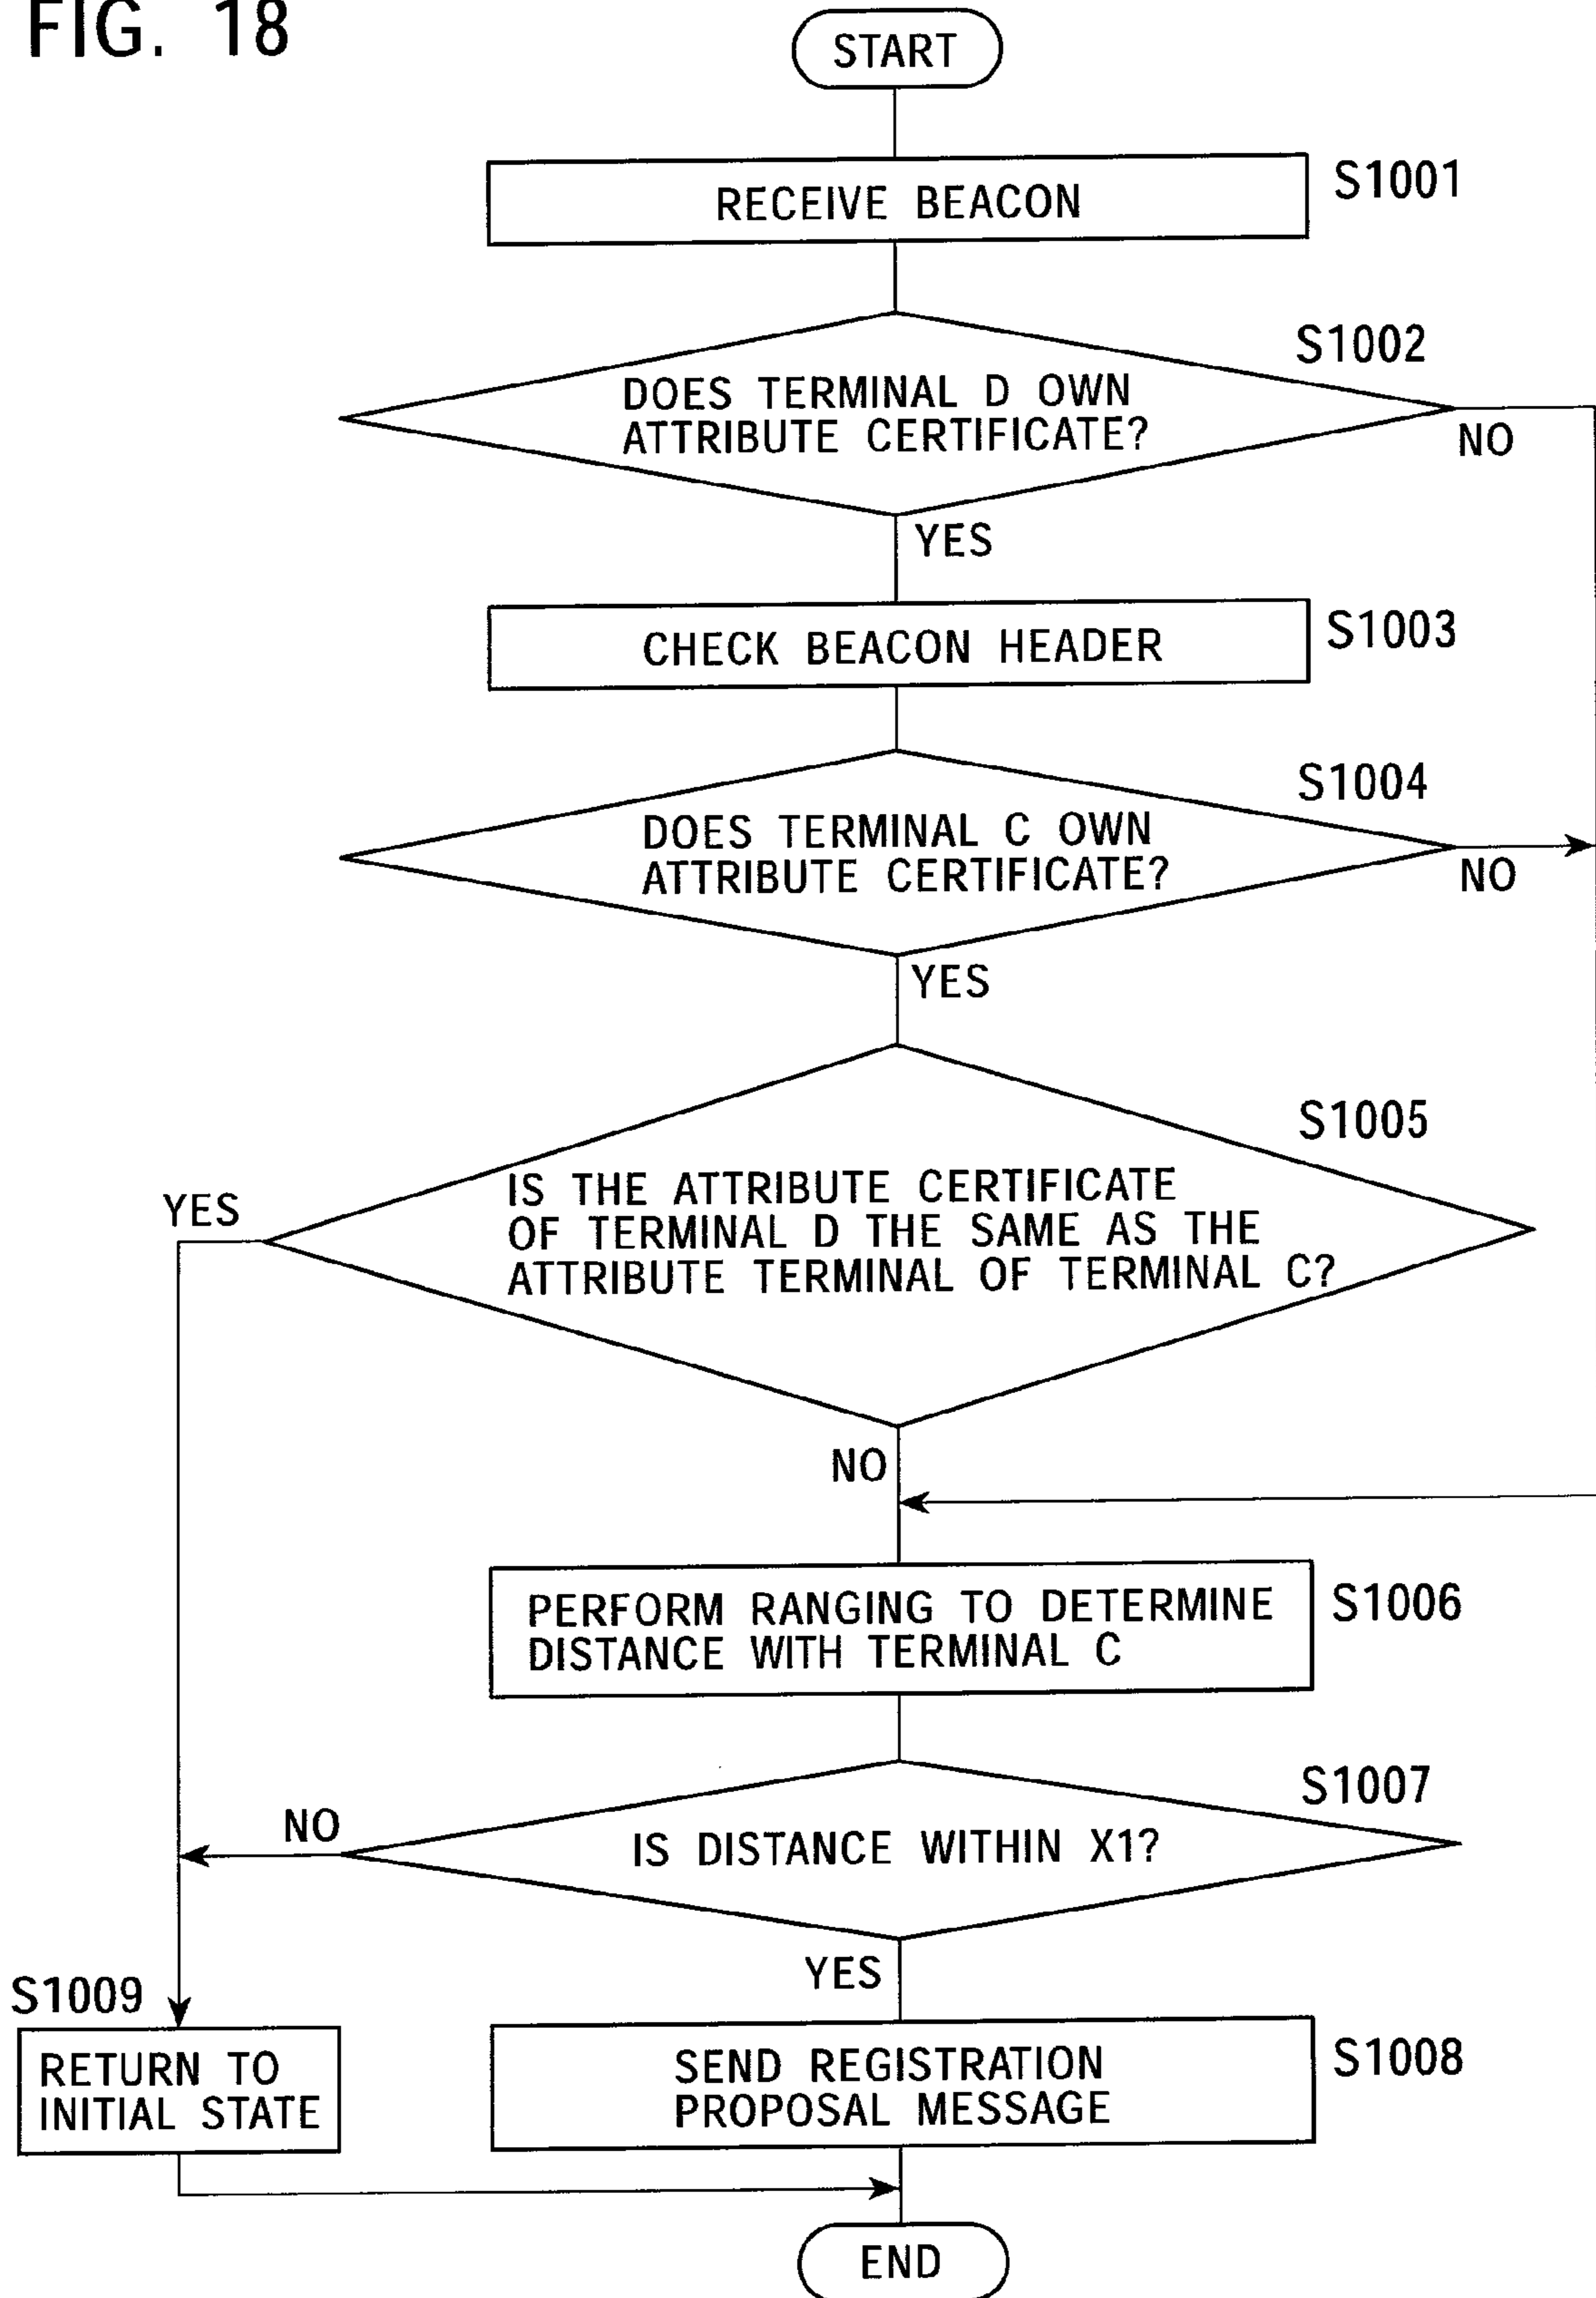 FIG. 18
START
RECEIVE BEACON
S1001
S1002
DOES TERMINAL D OWN
ATTRIBUTE CERTIFICATE?
NO
YES
CHECK BEACON HEADER
S1003
S1004
DOES TERMINAL C OWN
ATTRIBUTE CERTIFICATE?
NO
YES
S1005
YES
IS THE ATTRIBUTE CERTIFICATE
OF TERMINAL D THE SAME AS THE
ATTRIBUTE TERMINAL OF TERMINAL C?
NO
PERFORM RANGING TO DETERMINE
DISTANCE WITH TERMINAL C
S1006
S1007
NO
IS DISTANCE WITHIN X1?
YES
S1009
RETURN TO
INITIAL STATE
SEND REGISTRATION
PROPOSAL MESSAGE
S1008
END